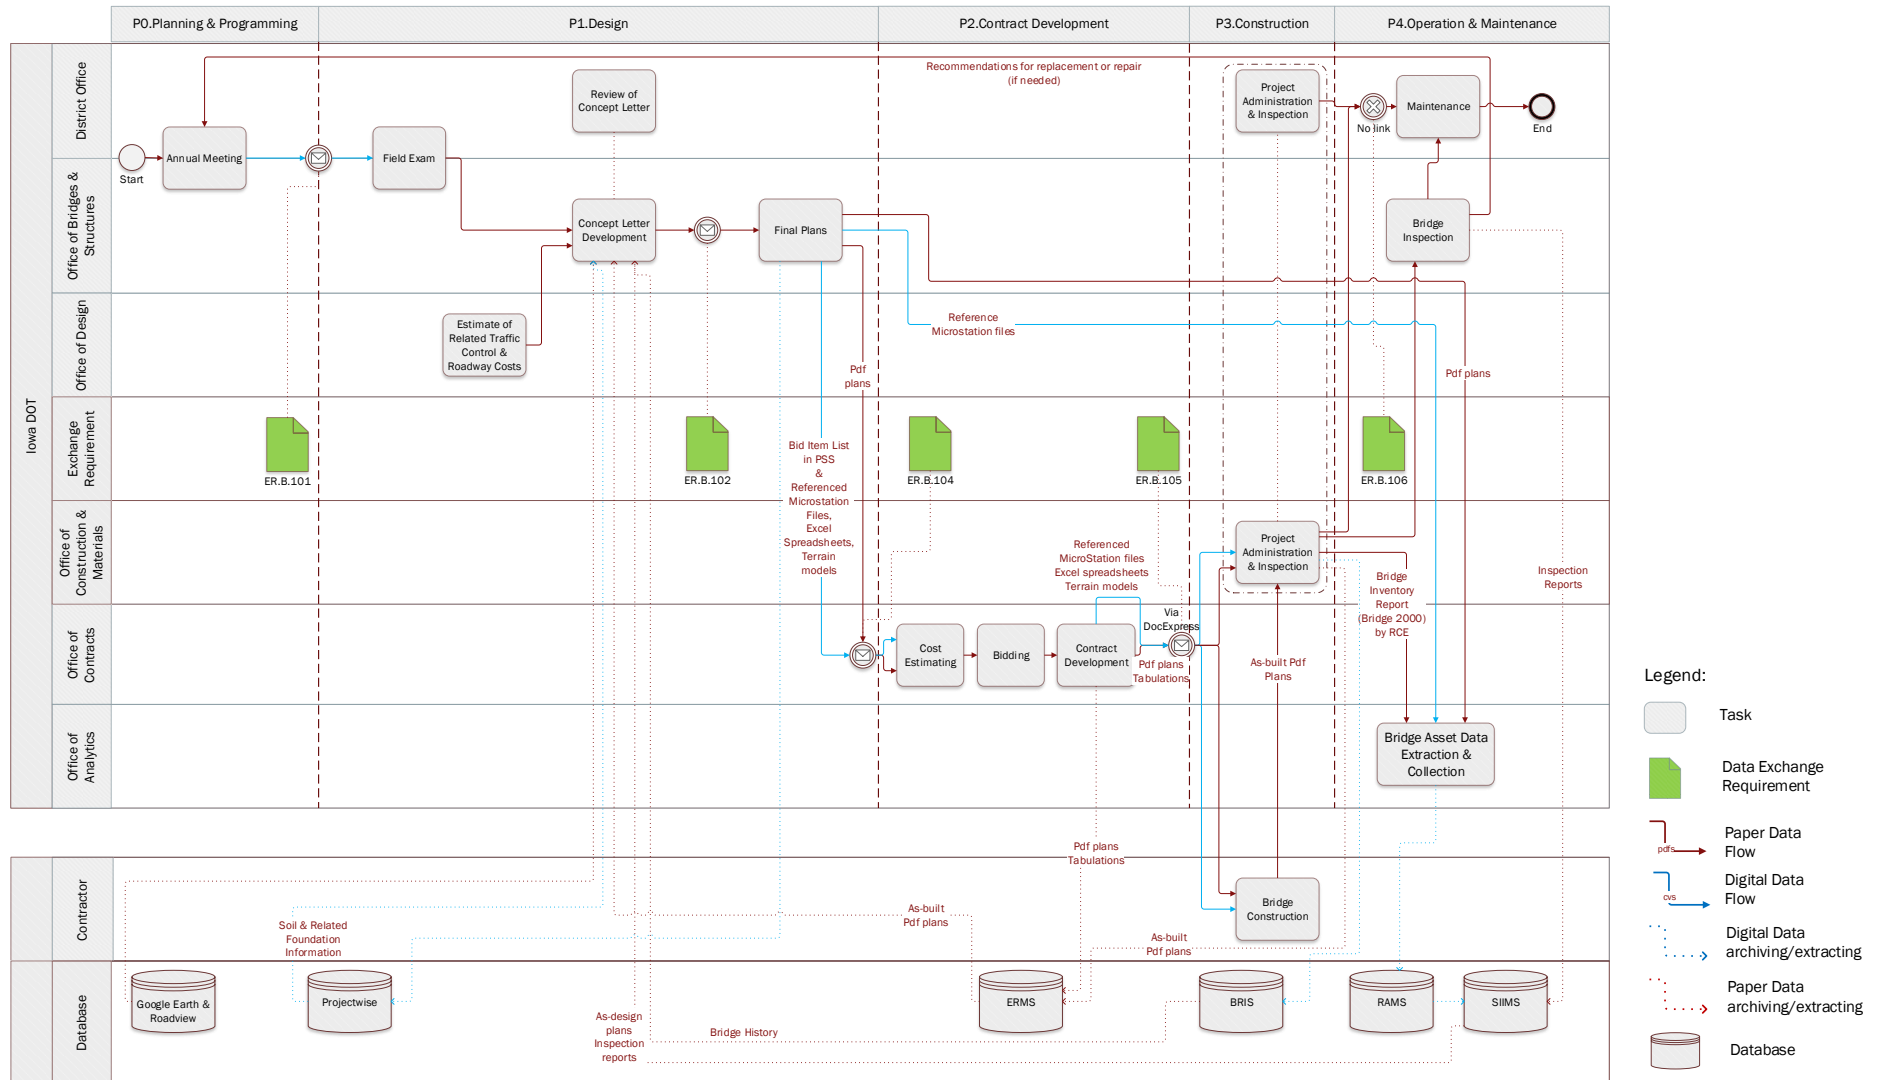 P0.Planning & Programming
P1.Design
P2.Contract Development
P3.Construction
P4.Operation & Maintenance
Iowa DOT
District Office
Recommendations for replacement or repair
(if needed)
Review of
Concept Letter
Project
Administration
& Inspection
No link
Maintenance
End
Start
Annual Meeting
Field Exam
Office of Bridges &
Structures
Concept Letter
Development
Final Plans
Bridge
Inspection
Office of Design
Estimate of
Related Traffic
Control &
Roadway Costs
Reference
Microstation files
Pdf
plans
Pdf plans
Exchange
Requirement
ER.B.101
ER.B.102
ER.B.104
ER.B.105
ER.B.106
Bid Item List
in PSS
&
Referenced
Microstation
Files,
Excel
Spreadsheets,
Terrain
models
Office of
Construction &
Materials
Referenced
MicroStation files
Excel spreadsheets
Terrain models
Project
Administration
& Inspection
Bridge
Inventory
Report
(Bridge 2000)
by RCE
Inspection
Reports
Office of
Contracts
Cost
Estimating
Bidding
Contract
Development
Via
DocExpress
Pdf plans
Tabulations
As-built Pdf
Plans
Office of
Analytics
Bridge Asset Data
Extraction &
Collection
Contractor
Pdf plans
Tabulations
Bridge
Construction
As-built
Pdf plans
As-built
Pdf plans
Soil & Related
Foundation
Information
Database
Google Earth &
Roadview
Projectwise
ERMS
BRIS
RAMS
SIIMS
As-design
plans
Inspection
reports
Bridge History
Legend:
Task
Data Exchange
Requirement
pdfs
Paper Data
Flow
cvs
Digital Data
Flow
Digital Data
archiving/extracting
Paper Data
archiving/extracting
Database